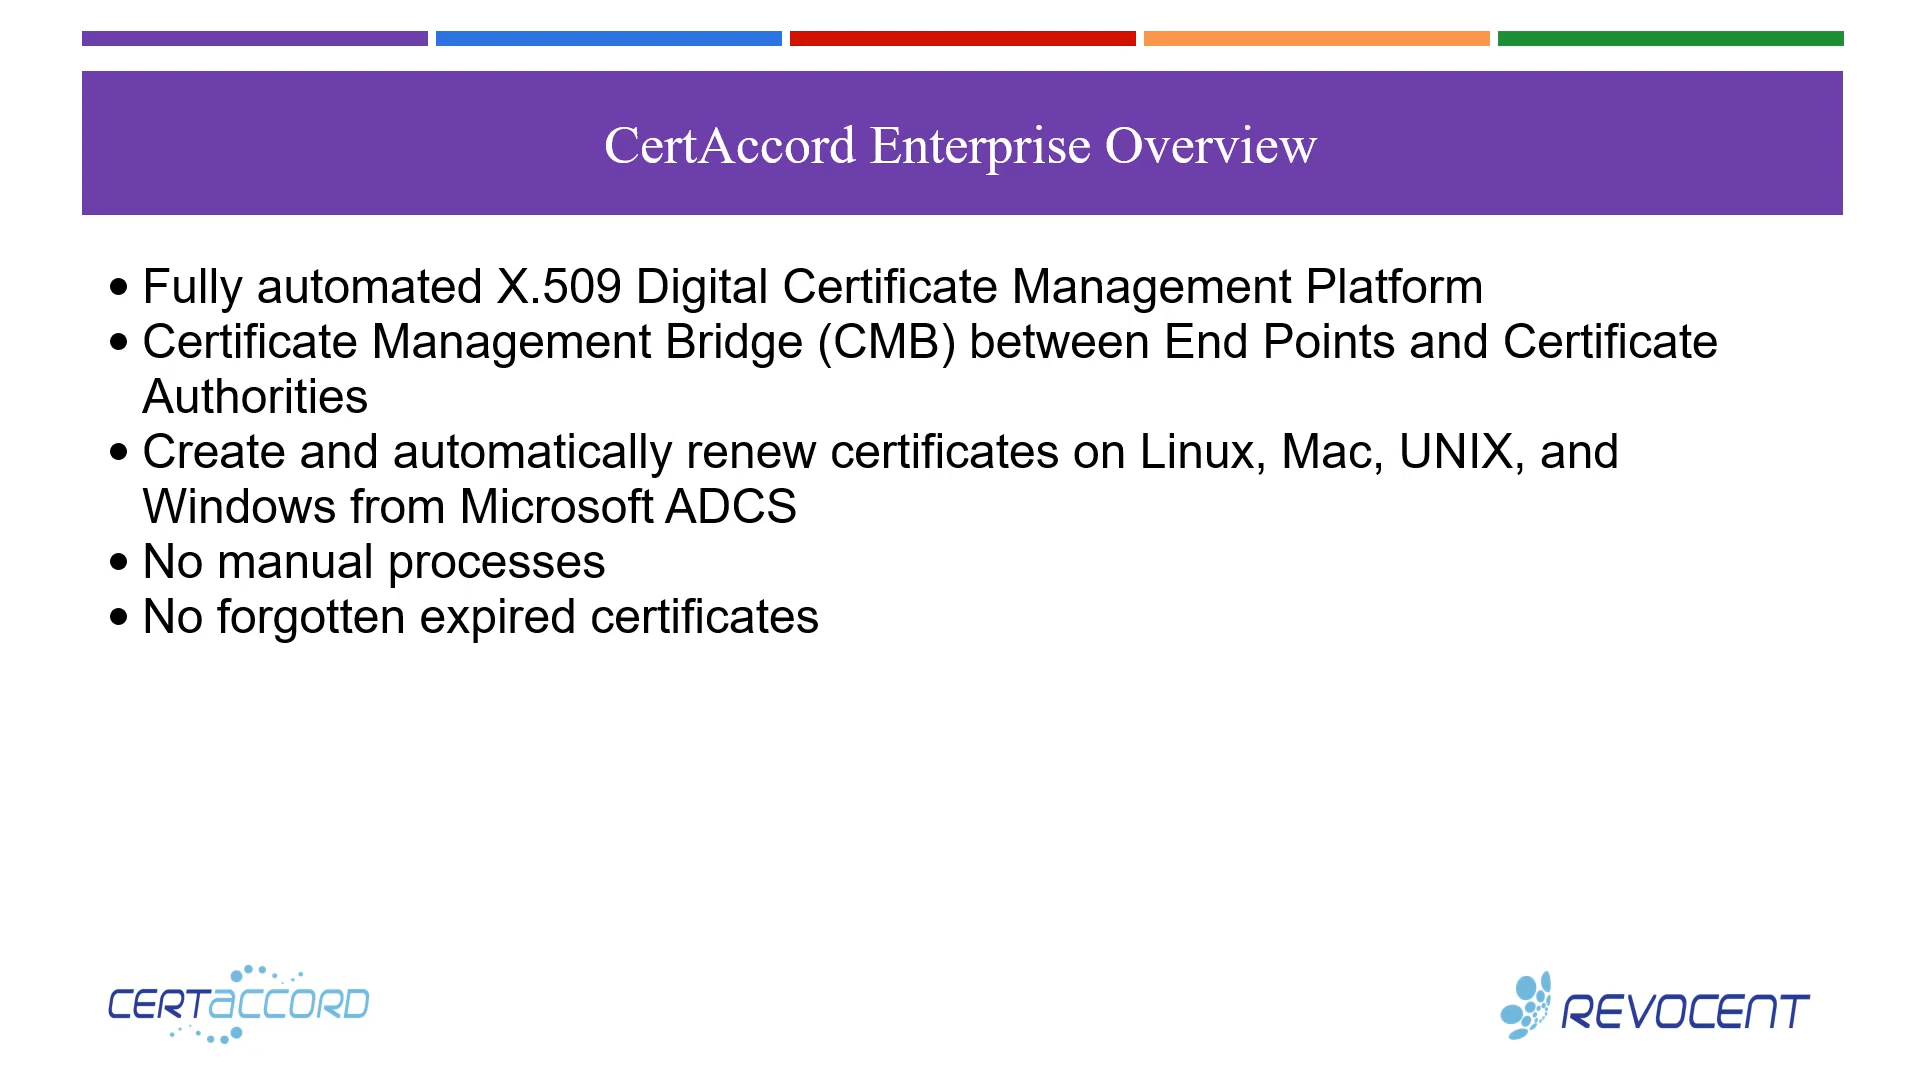 CertAccord Enterprise Overview
• Fully automated X.509 Digital Certificate Management Platform
• Certificate Management Bridge (CMB) between End Points and Certificate
Authorities
• Create and automatically renew certificates on Linux, Mac, UNIX, and
Windows from Microsoft ADCS
• No manual processes
• No forgotten expired certificates
CERTACCORD
REVOCENT